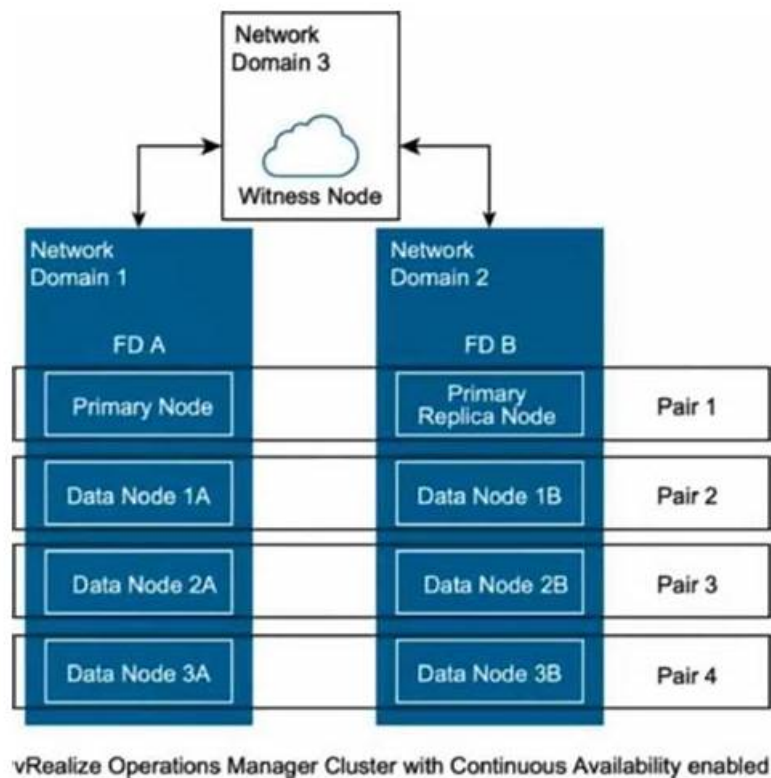 Network
Domain 3
Witness Node
Network
Domain 1
Network
Domain 2
FD A
FD B
Primary Node
Primary
Replica Node
Pair 1
Data Node 1A
Data Node 1B
Pair 2
Data Node 2A
Data Node 2B
Pair 3
Data Node 3A
Data Node 3B
Pair 4
vRealize Operations Manager Cluster with Continuous Availability enabled